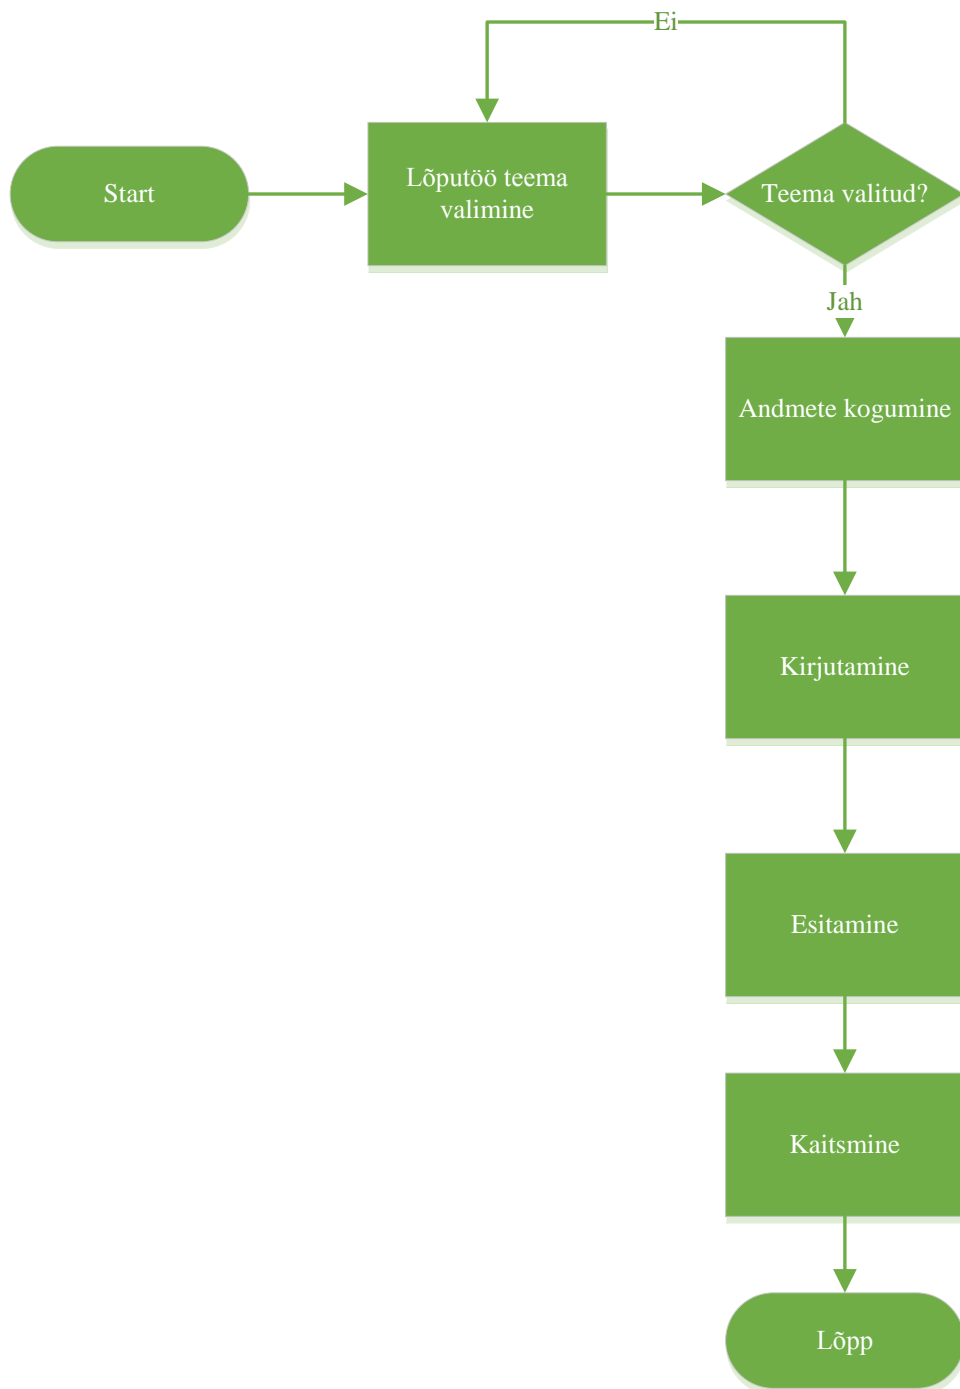 Ei
Start
Lõputöö teema
valimine
Teema valitud?
Jah
Andmete kogumine
Kirjutamine
Esitamine
Kaitsmine
Lõpp